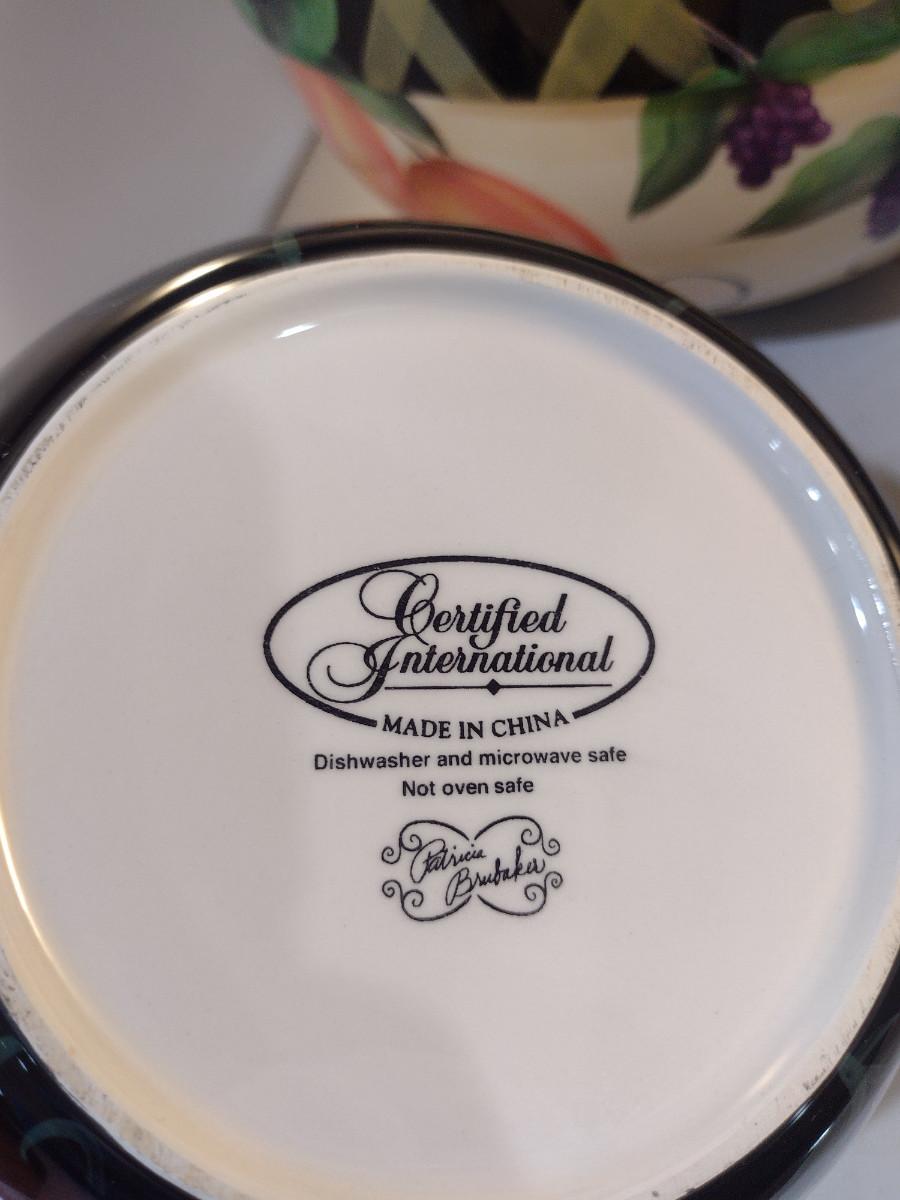 Certified
International
MADE IN CHINA
Dishwasher and microwave safe
Not oven safe
Patricia
Brubaker